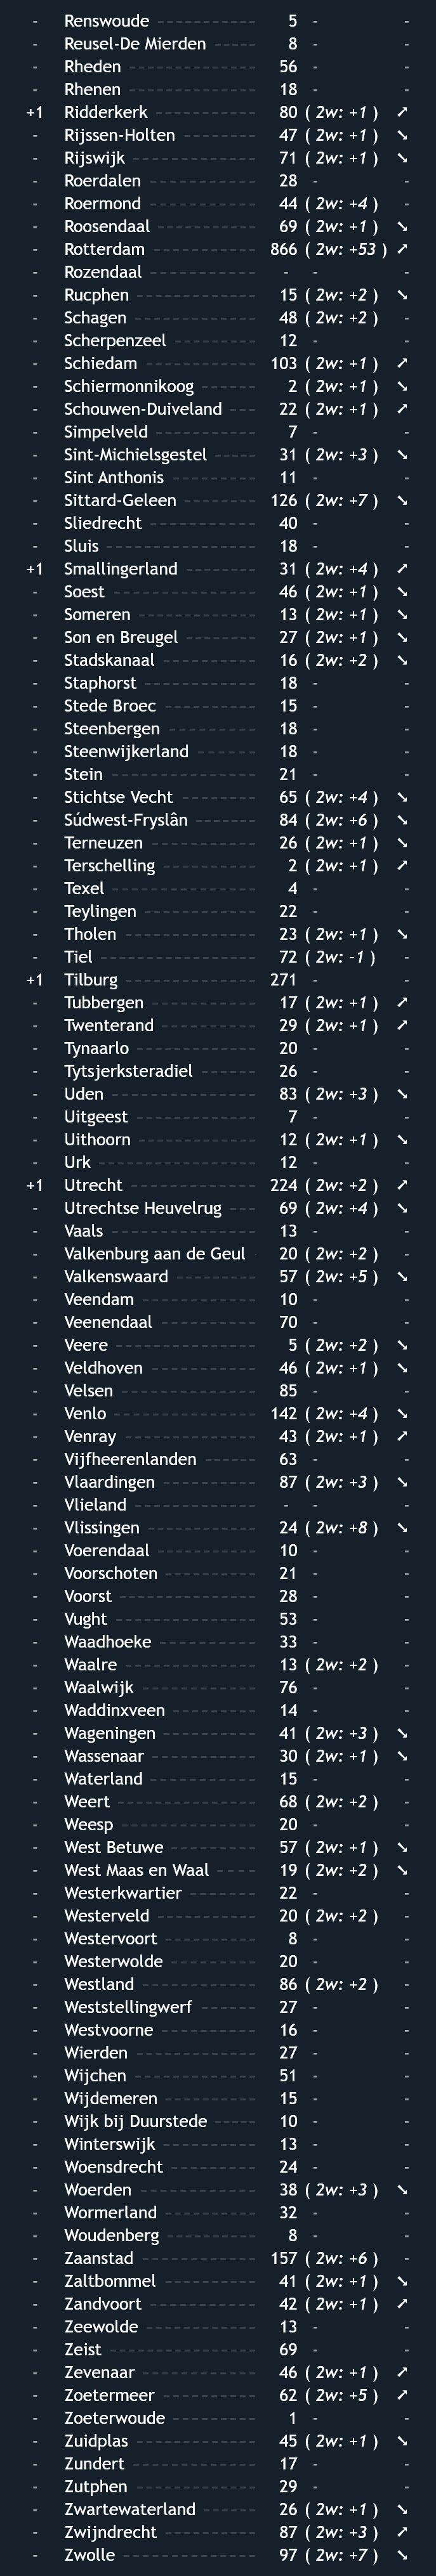 - Renswoude 5 - -
- Reusel-De Mierden 8 - -
- Rheden 56 - -
- Rhenen 18 - -
+1 Ridderkerk 80 ( 2w: +1 ) ➚
- Rijssen-Holten 47 ( 2w: +1 ) ➘
- Rijswijk 71 ( 2w: +1 ) ➘
- Roerdalen 28 - -
- Roermond 44 ( 2w: +4 ) -
- Roosendaal 69 ( 2w: +1 ) ➘
- Rotterdam 866 ( 2w: +53 ) ➚
- Rozendaal - - -
- Rucphen 15 ( 2w: +2 ) ➘
- Schagen 48 ( 2w: +2 ) -
- Scherpenzeel 12 - -
- Schiedam 103 ( 2w: +1 ) ➚
- Schiermonnikoog 2 ( 2w: +1 ) ➘
- Schouwen-Duiveland 22 ( 2w: +1 ) ➚
- Simpelveld 7 - -
- Sint-Michielsgestel 31 ( 2w: +3 ) ➘
- Sint Anthonis 11 - -
- Sittard-Geleen 126 ( 2w: +7 ) ➘
- Sliedrecht 40 - -
- Sluis 18 - -
+1 Smallingerland 31 ( 2w: +4 ) ➚
- Soest 46 ( 2w: +1 ) ➘
- Someren 13 ( 2w: +1 ) ➘
- Son en Breugel 27 ( 2w: +1 ) ➘
- Stadskanaal 16 ( 2w: +2 ) ➘
- Staphorst 18 - -
- Stede Broec 15 - -
- Steenbergen 18 - -
- Steenwijkerland 18 - -
- Stein 21 - -
- Stichtse Vecht 65 ( 2w: +4 ) ➘
- Súdwest-Fryslân 84 ( 2w: +6 ) ➘
- Terneuzen 26 ( 2w: +1 ) ➘
- Terschelling 2 ( 2w: +1 ) ➚
- Texel 4 - -
- Teylingen 22 - -
- Tholen 23 ( 2w: +1 ) ➘
- Tiel 72 ( 2w: -1 ) -
+1 Tilburg 271 - -
- Tubbergen 17 ( 2w: +1 ) ➚
- Twenterand 29 ( 2w: +1 ) ➚
- Tynaarlo 20 - -
- Tytsjerksteradiel 26 - -
- Uden 83 ( 2w: +3 ) ➘
- Uitgeest 7 - -
- Uithoorn 12 ( 2w: +1 ) ➘
- Urk 12 - -
+1 Utrecht 224 ( 2w: +2 ) ➚
- Utrechtse Heuvelrug 69 ( 2w: +4 ) ➘
- Vaals 13 - -
- Valkenburg aan de Geul 20 ( 2w: +2 ) -
- Valkenswaard 57 ( 2w: +5 ) ➘
- Veendam 10 - -
- Veenendaal 70 - -
- Veere 5 ( 2w: +2 ) ➘
- Veldhoven 46 ( 2w: +1 ) ➘
- Velsen 85 - -
- Venlo 142 ( 2w: +4 ) ➘
- Venray 43 ( 2w: +1 ) ➚
- Vijfheerenlanden 63 - -
- Vlaardingen 87 ( 2w: +3 ) ➘
- Vlieland - - -
- Vlissingen 24 ( 2w: +8 ) ➘
- Voerendaal 10 - -
- Voorschoten 21 - -
- Voorst 28 - -
- Vught 53 - -
- Waadhoeke 33 - -
- Waalre 13 ( 2w: +2 ) -
- Waalwijk 76 - -
- Waddinxveen 14 - -
- Wageningen 41 ( 2w: +3 ) ➘
- Wassenaar 30 ( 2w: +1 ) ➘
- Waterland 15 - -
- Weert 68 ( 2w: +2 ) -
- Weesp 20 - -
- West Betuwe 57 ( 2w: +1 ) ➘
- West Maas en Waal 19 ( 2w: +2 ) ➘
- Westerkwartier 22 - -
- Westerveld 20 ( 2w: +2 ) -
- Westervoort 8 - -
- Westerwolde 20 - -
- Westland 86 ( 2w: +2 ) -
- Weststellingwerf 27 - -
- Westvoorne 16 - -
- Wierden 27 - -
- Wijchen 51 - -
- Wijdemeren 15 - -
- Wijk bij Duurstede 10 - -
- Winterswijk 13 - -
- Woensdrecht 24 - -
- Woerden 38 ( 2w: +3 ) ➘
- Wormerland 32 - -
- Woudenberg 8 - -
- Zaanstad 157 ( 2w: +6 ) -
- Zaltbommel 41 ( 2w: +1 ) ➘
- Zandvoort 42 ( 2w: +1 ) ➚
- Zeewolde 13 - -
- Zeist 69 - -
- Zevenaar 46 ( 2w: +1 ) ➚
- Zoetermeer 62 ( 2w: +5 ) ➚
- Zoeterwoude 1 - -
- Zuidplas 45 ( 2w: +1 ) ➘
- Zundert 17 - -
- Zutphen 29 - -
- Zwartewaterland 26 ( 2w: +1 ) ➘
- Zwijndrecht 87 ( 2w: +3 ) ➚
- Zwolle 97 ( 2w: +7 ) ➘